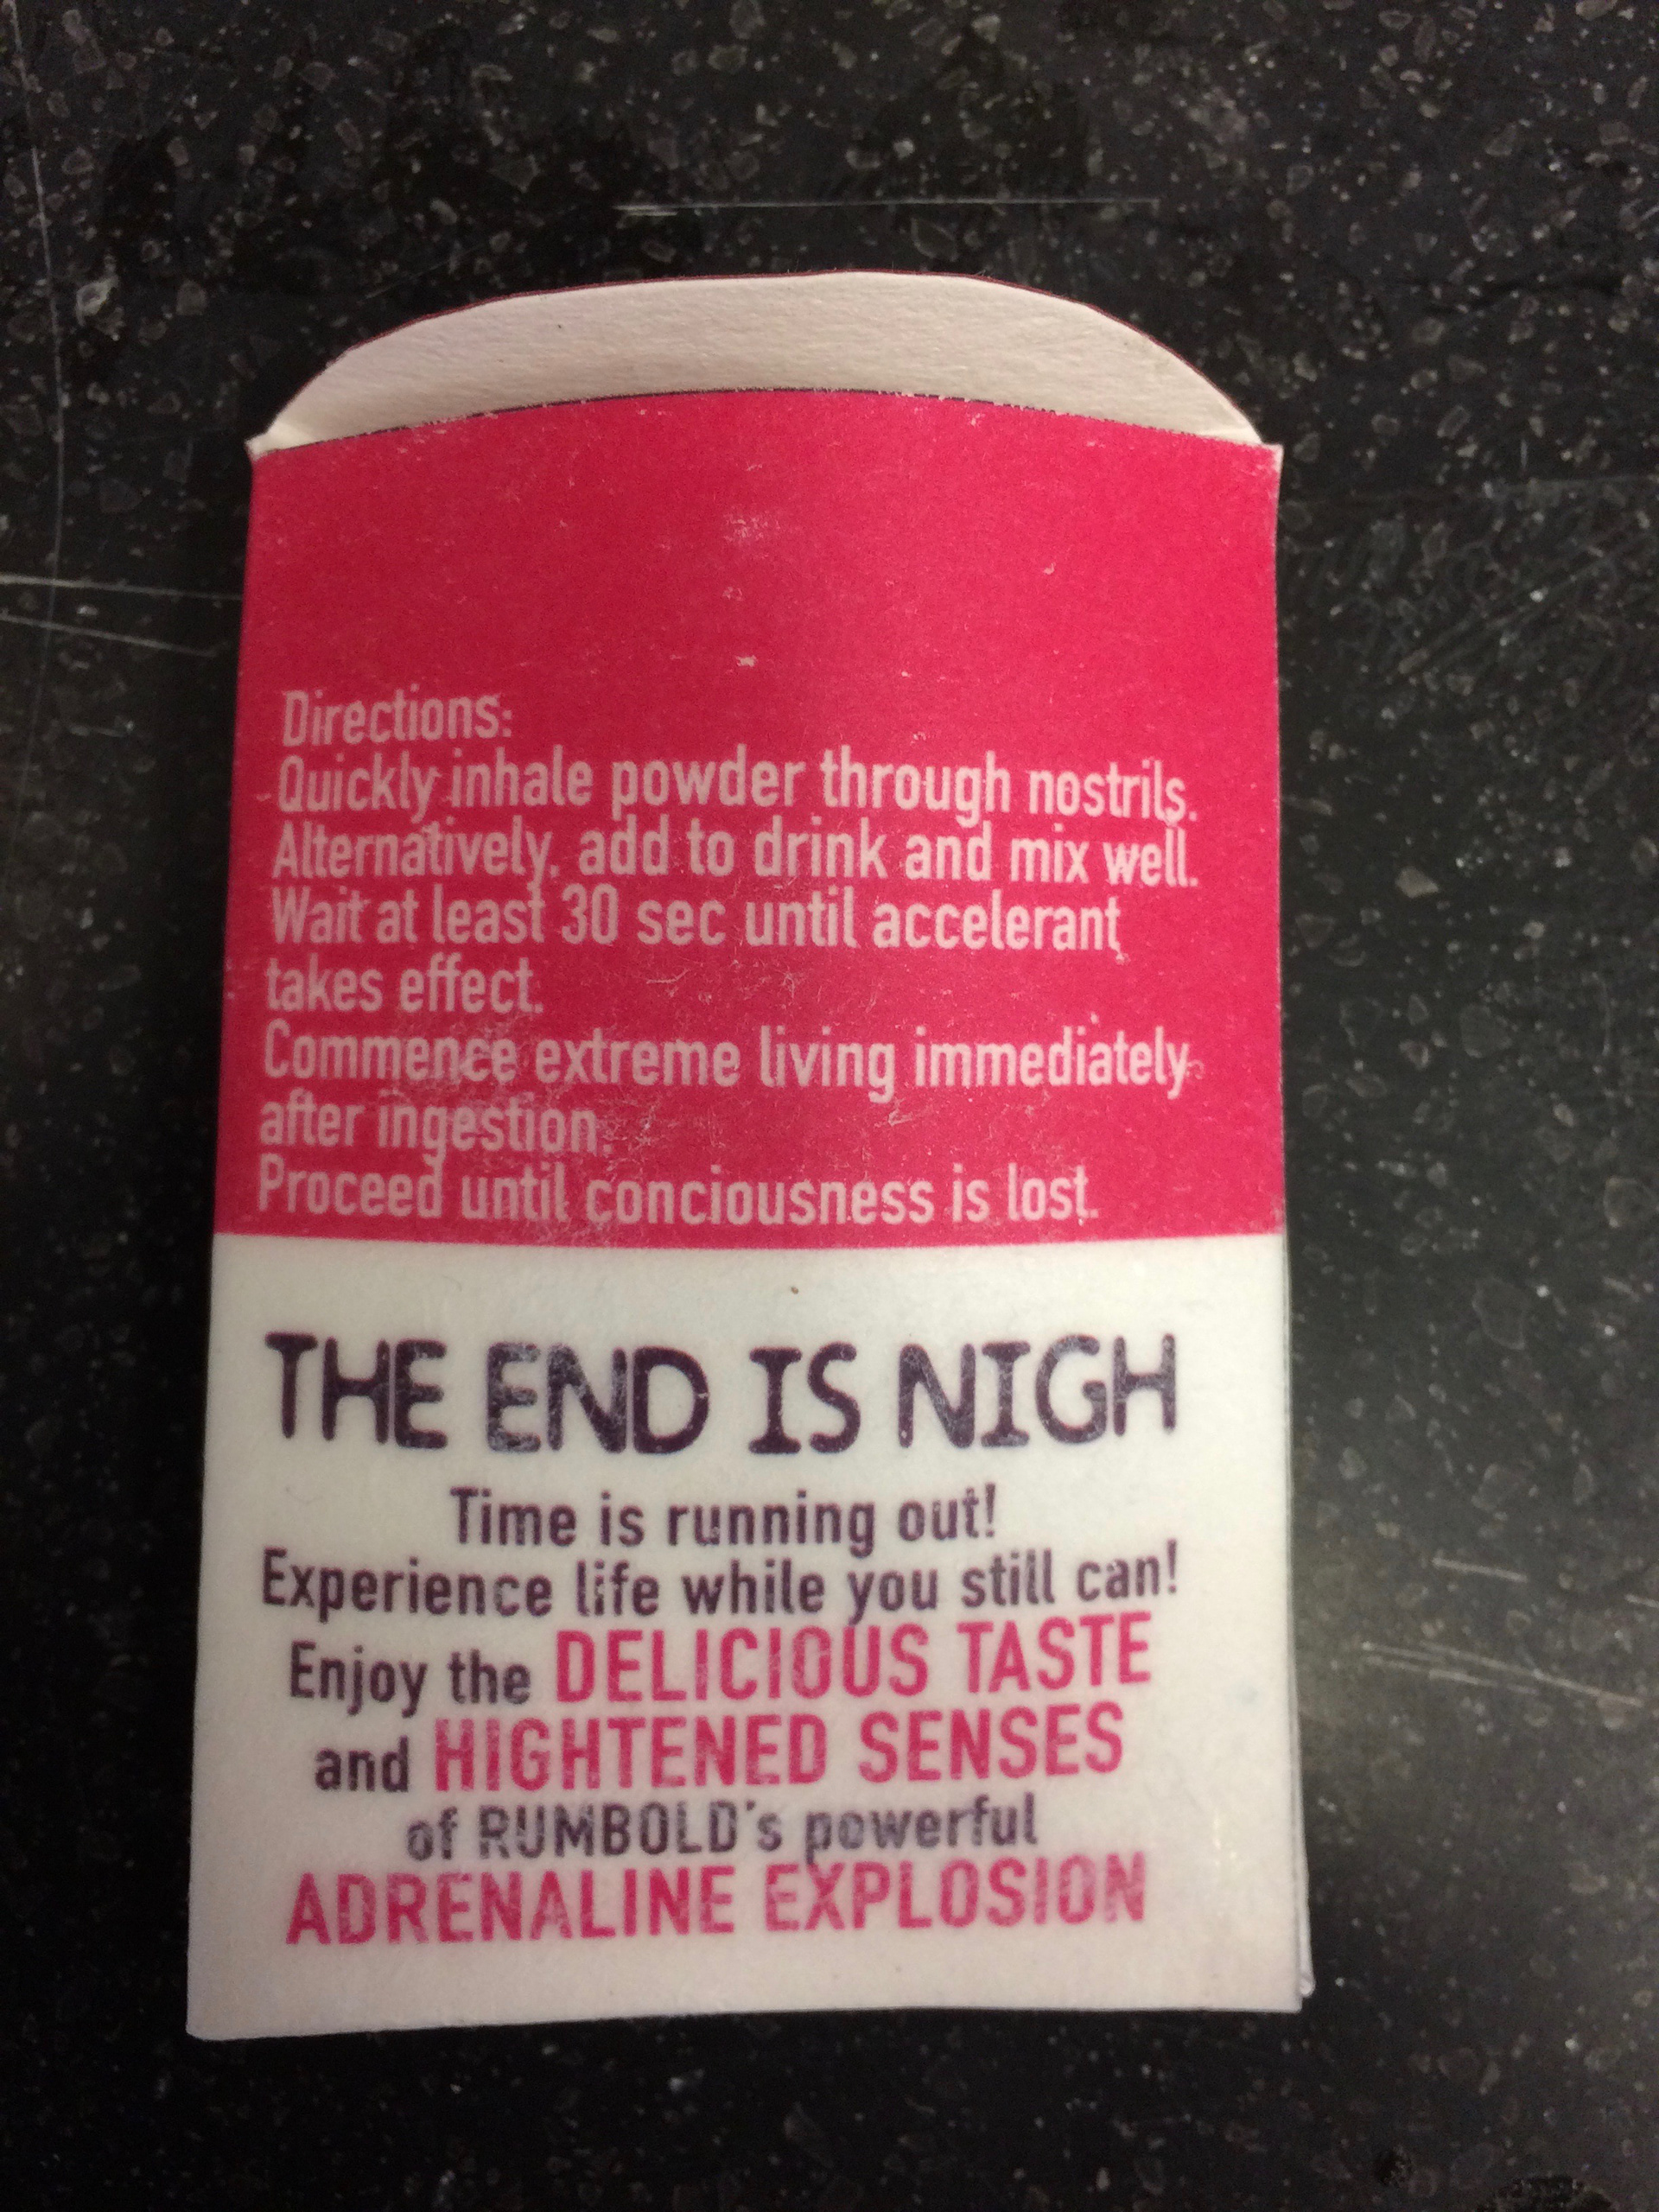 Directions:
Quickly inhale powder through nostrils.
Alternatively, add to drink and mix well.
Wait at least 30 sec until accelerant
takes effect.
Commence extreme living immediately
after ingestion.
Proceed until conciousness is lost.
THE END IS NIGH
Time is running out!
Experience life while you still can!
Enjoy the DELICIOUS TASTE
and HIGHTENED SENSES
of RUMBOLD's powerful
ADRENALINE EXPLOSION